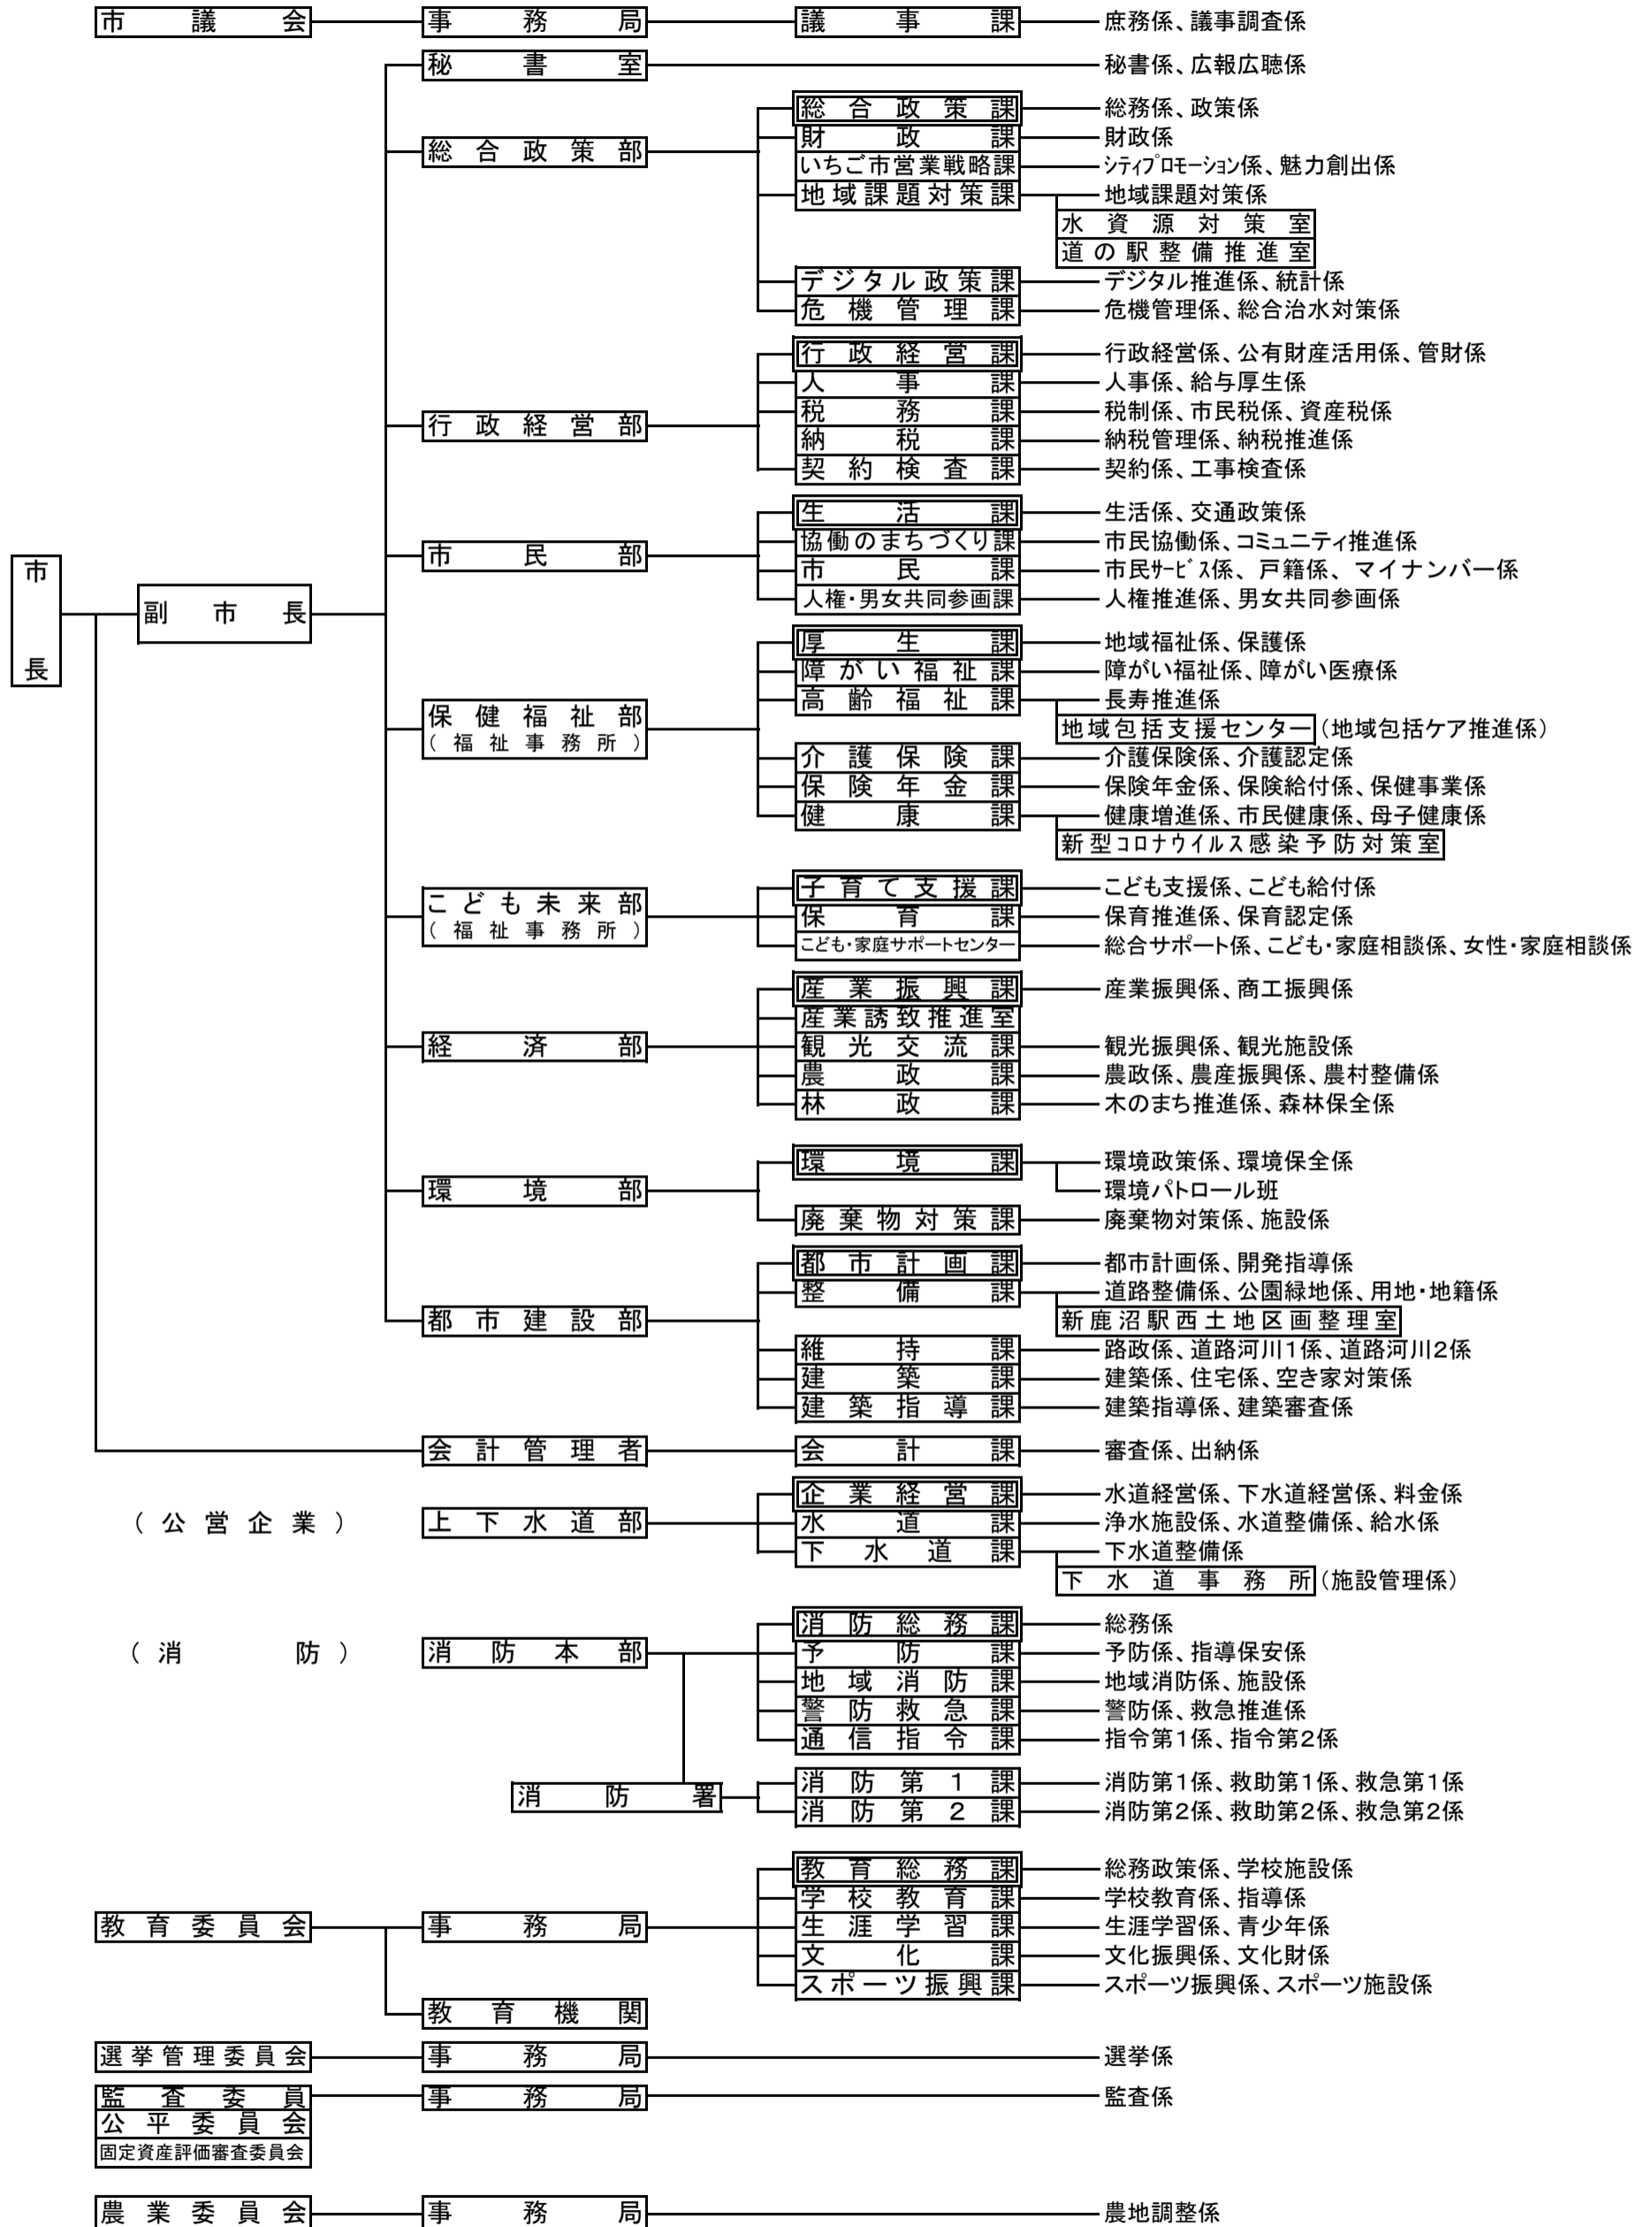 市議会 事務局 議事課 庶務係、議事調査係
秘書室 秘書係、広報広聴係
総合政策課 総務係、政策係
財政課 財政係
総合政策部
いちご市営業戦略課 シティプロモーション係、魅力創出係
地域課題対策課 地域課題対策係
水資源対策室
道の駅整備推進室
デジタル政策課 デジタル推進係、統計係
危機管理課 危機管理係、総合治水対策係
行政経営課 行政経営係、公有財産活用係、管財係
人事課 人事係、給与厚生係
税務課 税制係、市民税係、資産税係
行政経営部
納税課 納税管理係、納税推進係
契約検査課 契約係、工事検査係
生活課 生活係、交通政策係
協働のまちづくり課 市民協働係、コミュニティ推進係
市民部
市民課 市民サービス係、戸籍係、マイナンバー係
人権・男女共同参画課 人権推進係、男女共同参画係
市長
副市長
厚生課 地域福祉係、保護係
障がい福祉課 障がい福祉係、障がい医療係
高齢福祉課 長寿推進係
保健福祉部
(福祉事務所)
地域包括支援センター(地域包括ケア推進係)
介護保険課 介護保険係、介護認定係
保険年金課 保険年金係、保険給付係、保健事業係
健康課 健康増進係、市民健康係、母子健康係
新型コロナウイルス感染予防対策室
子育て支援課 こども支援係、こども給付係
こども未来部
(福祉事務所)
保育課 保育推進係、保育認定係
こども・家庭サポートセンター 総合サポート係、こども・家庭相談係、女性・家庭相談係
産業振興課 産業振興係、商工振興係
産業誘致推進室
経済部 観光交流課 観光振興係、観光施設係
農政課 農政係、農産振興係、農村整備係
林政課 木のまち推進係、森林保全係
環境課 環境政策係、環境保全係
環境部 環境パトロール班
廃棄物対策課 廃棄物対策係、施設係
都市計画課 都市計画係、開発指導係
整備課 道路整備係、公園緑地係、用地・地籍係
都市建設部 新鹿沼駅西土地区画整理室
維持課 路政係、道路河川1係、道路河川2係
建築課 建築係、住宅係、空き家対策係
建築指導課 建築指導係、建築審査係
会計管理者 会計課 審査係、出納係
企業経営課 水道経営係、下水道経営係、料金係
(公営企業) 上下水道部 水道課 浄水施設係、水道整備係、給水係
下水道課 下水道整備係
下水道事務所(施設管理係)
消防総務課 総務係
(消防) 消防本部 予防課 予防係、指導保安係
地域消防課 地域消防係、施設係
警防救急課 警防係、救急推進係
通信指令課 指令第1係、指令第2係
消防署
消防第1課 消防第1係、救助第1係、救急第1係
消防第2課 消防第2係、救助第2係、救急第2係
教育総務課 総務政策係、学校施設係
学校教育課 学校教育係、指導係
教育委員会 事務局 生涯学習課 生涯学習係、青少年係
文化課 文化振興係、文化財係
スポーツ振興課 スポーツ振興係、スポーツ施設係
教育機関
選挙管理委員会 事務局 選挙係
監査委員 事務局 監査係
公平委員会
固定資産評価審査委員会
農業委員会 事務局 農地調整係